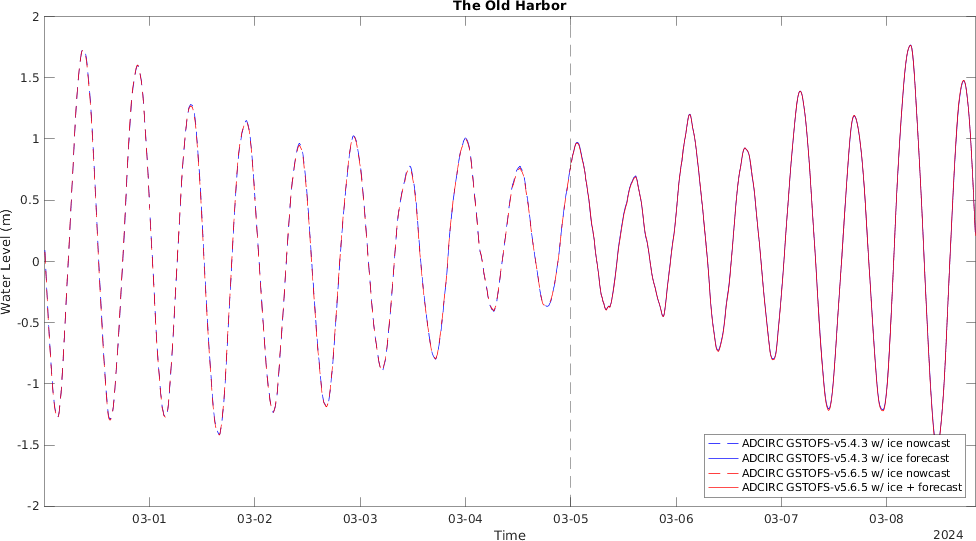 The Old Harbor
2
1.5
1
0.5
0
-0.5
-1
-1.5
-2
Water Level (m)
03-01 03-02 03-03 03-04 03-05 03-06 03-07 03-08
Time
2024
ADCIRC GSTOFS-v5.4.3 w/ ice nowcast
ADCIRC GSTOFS-v5.4.3 w/ ice forecast
ADCIRC GSTOFS-v5.6.5 w/ ice nowcast
ADCIRC GSTOFS-v5.6.5 w/ ice + forecast